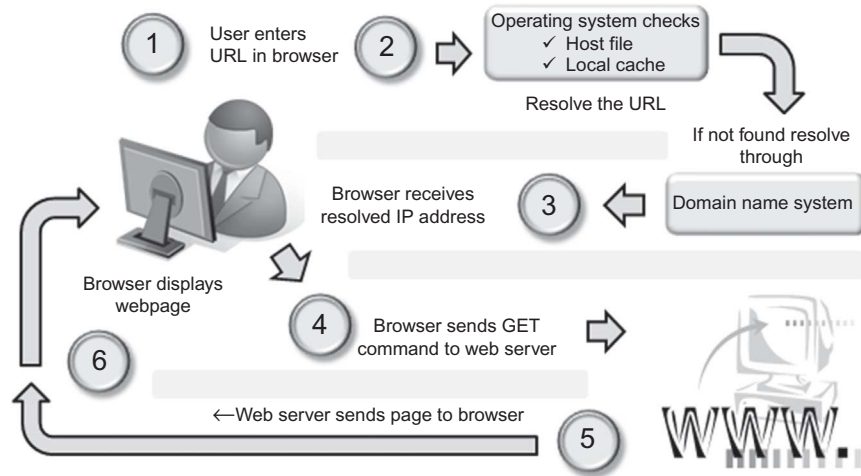 1
User enters
URL in browser
2
Operating system checks
✓ Host file
✓ Local cache
Resolve the URL
If not found resolve
through
Domain name system
3
Browser receives
resolved IP address
Browser displays
webpage
4
Browser sends GET
command to web server
6
←Web server sends page to browser
5
WWW.